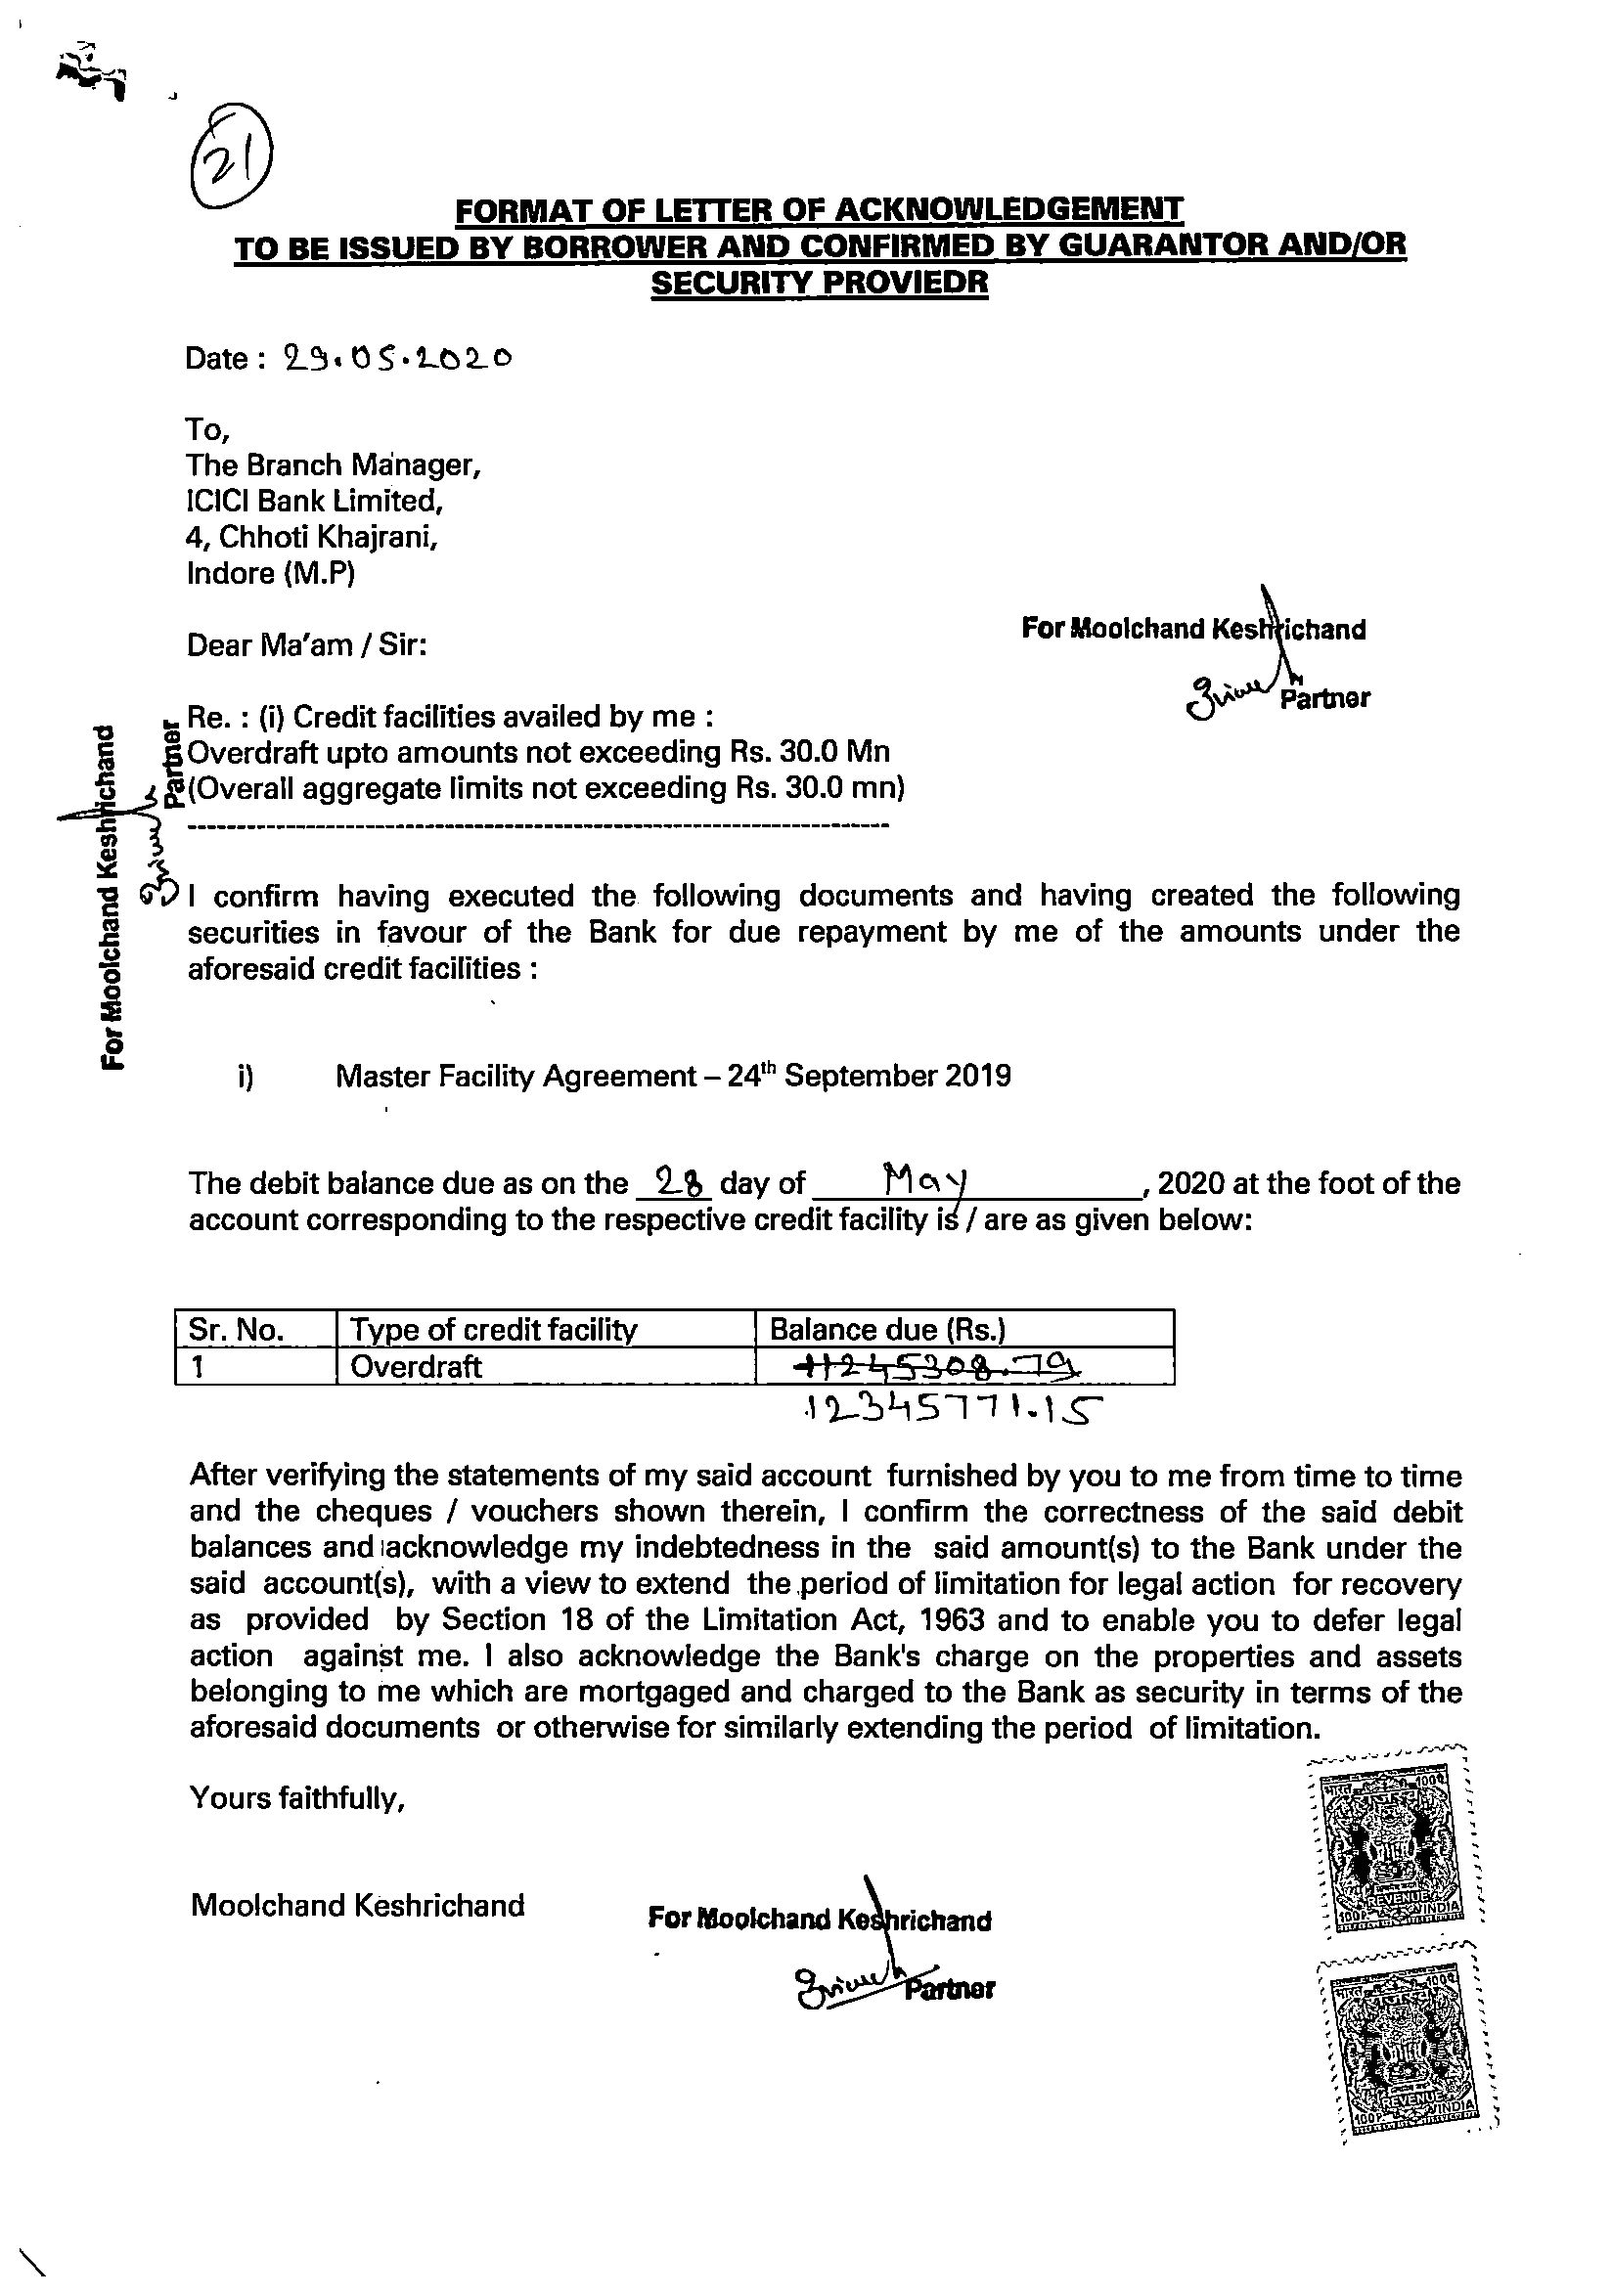 21
FORMAT OF LETTER OF ACKNOWLEDGEMENT
TO BE ISSUED BY BORROWER AND CONFIRMED BY GUARANTOR AND/OR
SECURITY PROVIEDR
Date : 29.05.2020
To,
The Branch Manager,
ICICI Bank Limited,
4, Chhoti Khajrani,
Indore (M.P)
For Moolchand Keshrichand
Partner
Dear Ma'am / Sir:
Re. : (i) Credit facilities availed by me :
Overdraft upto amounts not exceeding Rs. 30.0 Mn
(Overall aggregate limits not exceeding Rs. 30.0 mn)
For Moolchand Keshrichand
Partner
I confirm having executed the following documents and having created the following
securities in favour of the Bank for due repayment by me of the amounts under the
aforesaid credit facilities :
i) Master Facility Agreement – 24th September 2019
The debit balance due as on the 28 day of May, 2020 at the foot of the
account corresponding to the respective credit facility is / are as given below:
Sr. No. Type of credit facility Balance due (Rs.)
1 Overdraft 11245308.79
12345771.15
After verifying the statements of my said account furnished by you to me from time to time
and the cheques / vouchers shown therein, I confirm the correctness of the said debit
balances and acknowledge my indebtedness in the said amount(s) to the Bank under the
said account(s), with a view to extend the period of limitation for legal action for recovery
as provided by Section 18 of the Limitation Act, 1963 and to enable you to defer legal
action against me. I also acknowledge the Bank's charge on the properties and assets
belonging to me which are mortgaged and charged to the Bank as security in terms of the
aforesaid documents or otherwise for similarly extending the period of limitation.
Yours faithfully,
Moolchand Keshrichand
For Moolchand Keshrichand
Partner
भारत 100P.
REVENUE
100P. INDIA
भारत 100P.
REVENUE
100P. INDIA